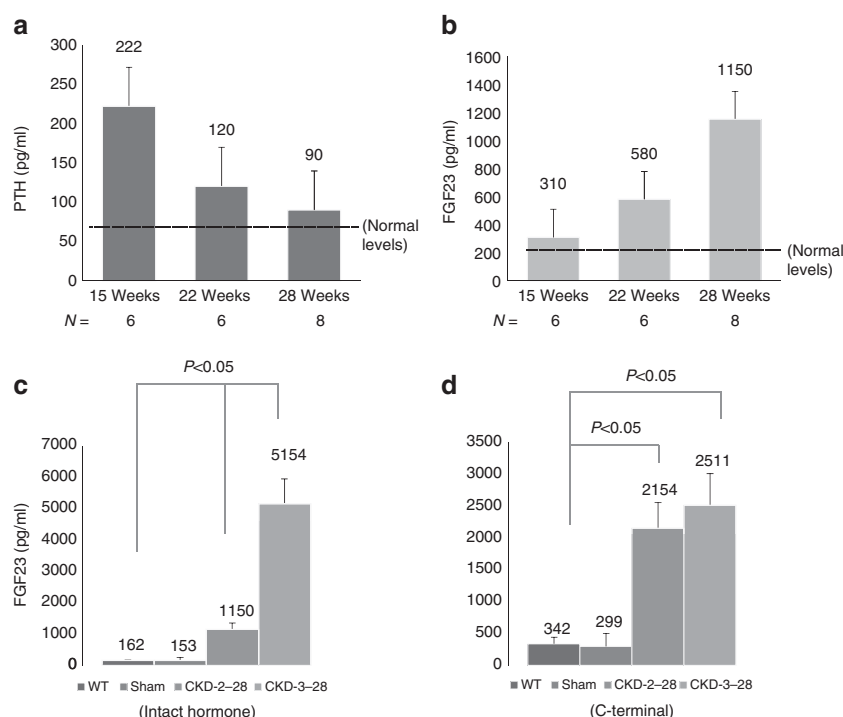 a
300
250
200
150
100
50
0
PTH (pg/ml)
222
120
90
(Normal
levels)
15 Weeks 22 Weeks 28 Weeks
N = 6 6 8
b
1600
1400
1200
1000
800
600
400
200
0
FGF23 (pg/ml)
310
580
1150
(Normal
levels)
15 Weeks 22 Weeks 28 Weeks
6 6 8
c
P<0.05
7000
6000
5000
4000
3000
2000
1000
0
FGF23 (pg/ml)
162
153
1150
5154
WT Sham CKD-2–28 CKD-3–28
(Intact hormone)
d
P<0.05
P<0.05
3500
3000
2500
2000
1500
1000
500
0
342
299
2154
2511
WT Sham CKD-2–28 CKD-3–28
(C-terminal)